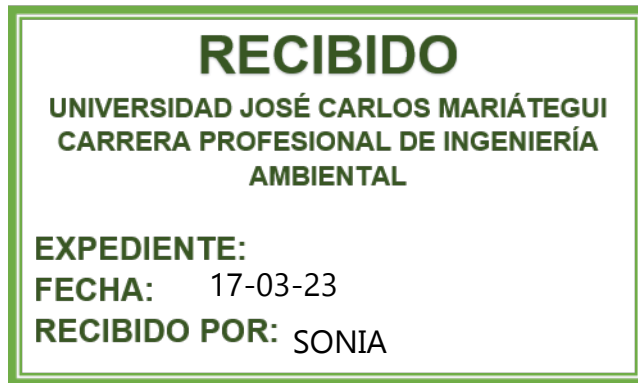 RECIBIDO
UNIVERSIDAD JOSÉ CARLOS MARIÁTEGUI
CARRERA PROFESIONAL DE INGENIERÍA
AMBIENTAL
EXPEDIENTE:
FECHA: 17-03-23
RECIBIDO POR: SONIA